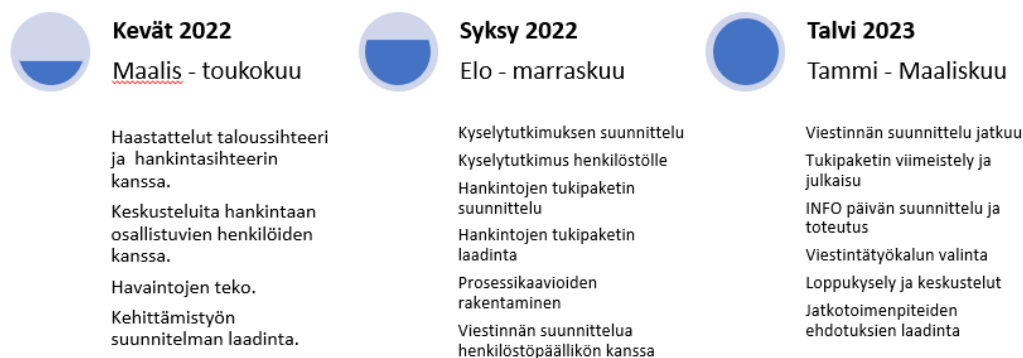 Kevät 2022
Maalis - toukokuu
Haastattelut taloussihteeri
ja hankintasihteerin
kanssa.
Keskusteluita hankintaan
osallistuvien henkilöiden
kanssa.
Havaintojen teko.
Kehittämistyön
suunnitelman laadinta.
Syksy 2022
Elo - marraskuu
Kyselytutkimuksen suunnittelu
Kyselytutkimus henkilöstölle
Hankintojen tukipaketin
suunnittelu
Hankintojen tukipaketin
laadinta
Prosessikaavioiden
rakentaminen
Viestinnän suunnittelua
henkilöstöpäällikön kanssa
Talvi 2023
Tammi - Maaliskuu
Viestinnän suunnittelu jatkuu
Tukipaketin viimeistely ja
julkaisu
INFO päivän suunnittelu ja
toteutus
Viestintätyökalun valinta
Loppukysely ja keskustelut
Jatkotoimenpiteiden
ehdotuksien laadinta